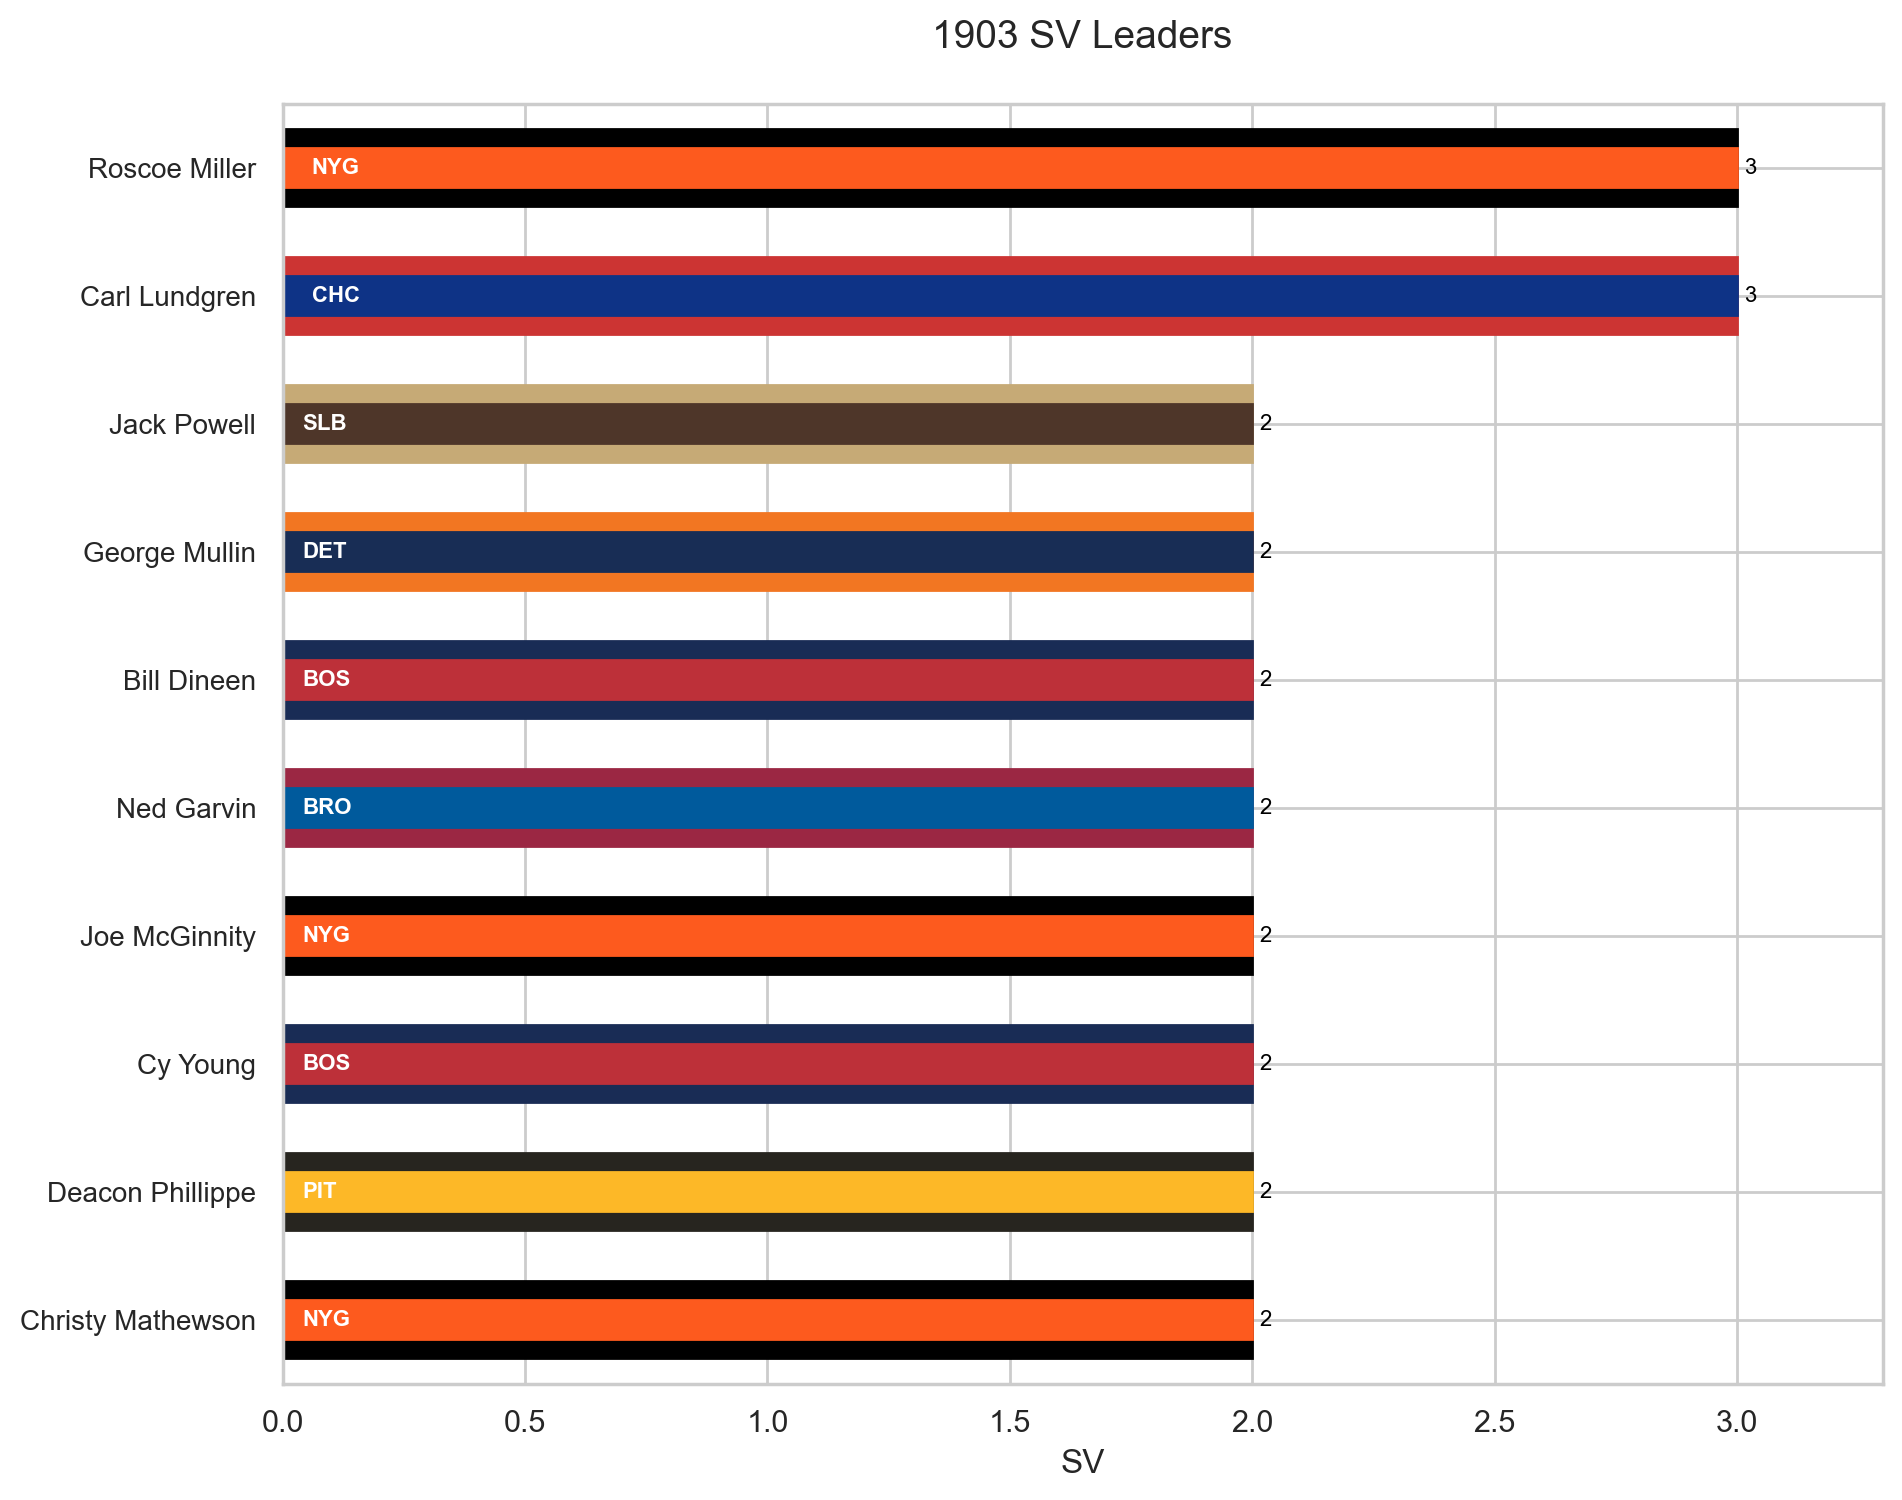 1903 SV Leaders
Roscoe Miller NYG 3
Carl Lundgren CHC 3
Jack Powell SLB 2
George Mullin DET 2
Bill Dineen BOS 2
Ned Garvin BRO 2
Joe McGinnity NYG 2
Cy Young BOS 2
Deacon Phillippe PIT 2
Christy Mathewson NYG 2
0.0 0.5 1.0 1.5 2.0 2.5 3.0
SV